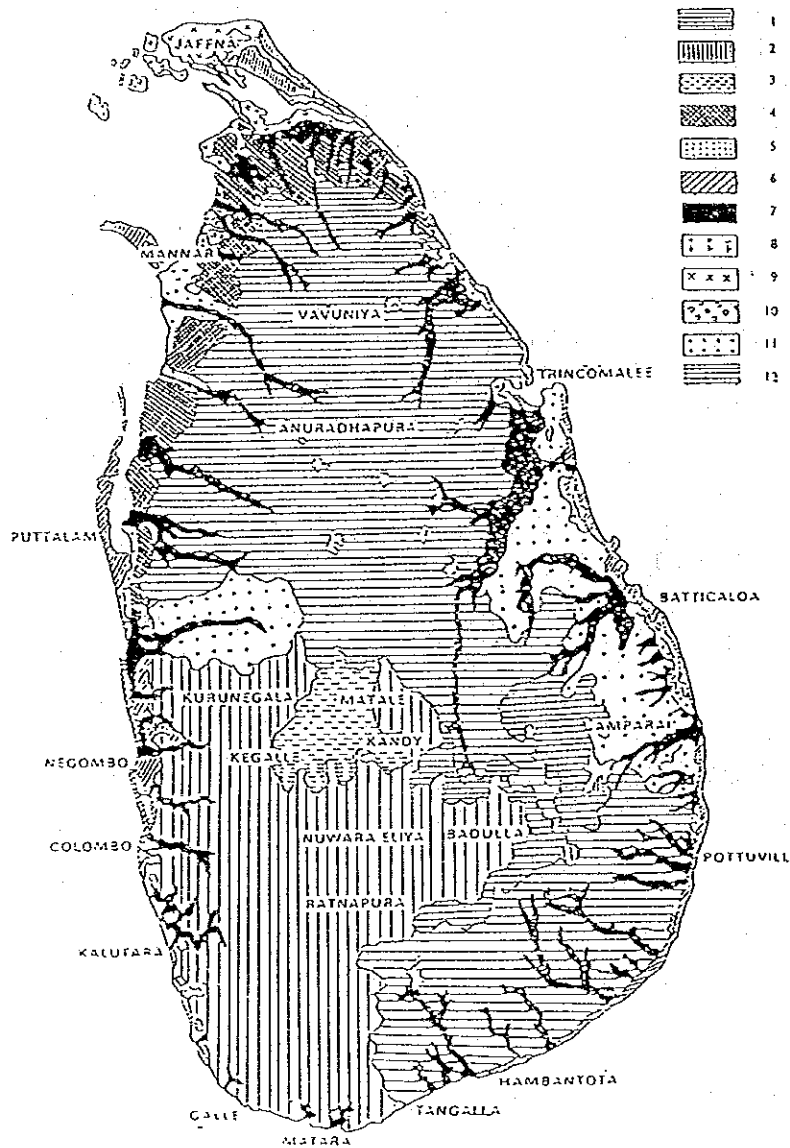 JAFFNA
1
2
3
4
5
6
7
8
9
10
11
12
MANNAR
VAVUNIYA
TRINCOMALEE
ANURADHAPURA
PUTTALAM
BATTICALOA
KURUNEGALA
MATALE
AMPARAI
KANDY
NEGOMBO
KEGALLE
NUWARA ELIYA
BADULLA
COLOMBO
POTTUVILL
RATNAPURA
KALUTARA
HAMBANTOTA
GALLE
TANGALLA
MATARA